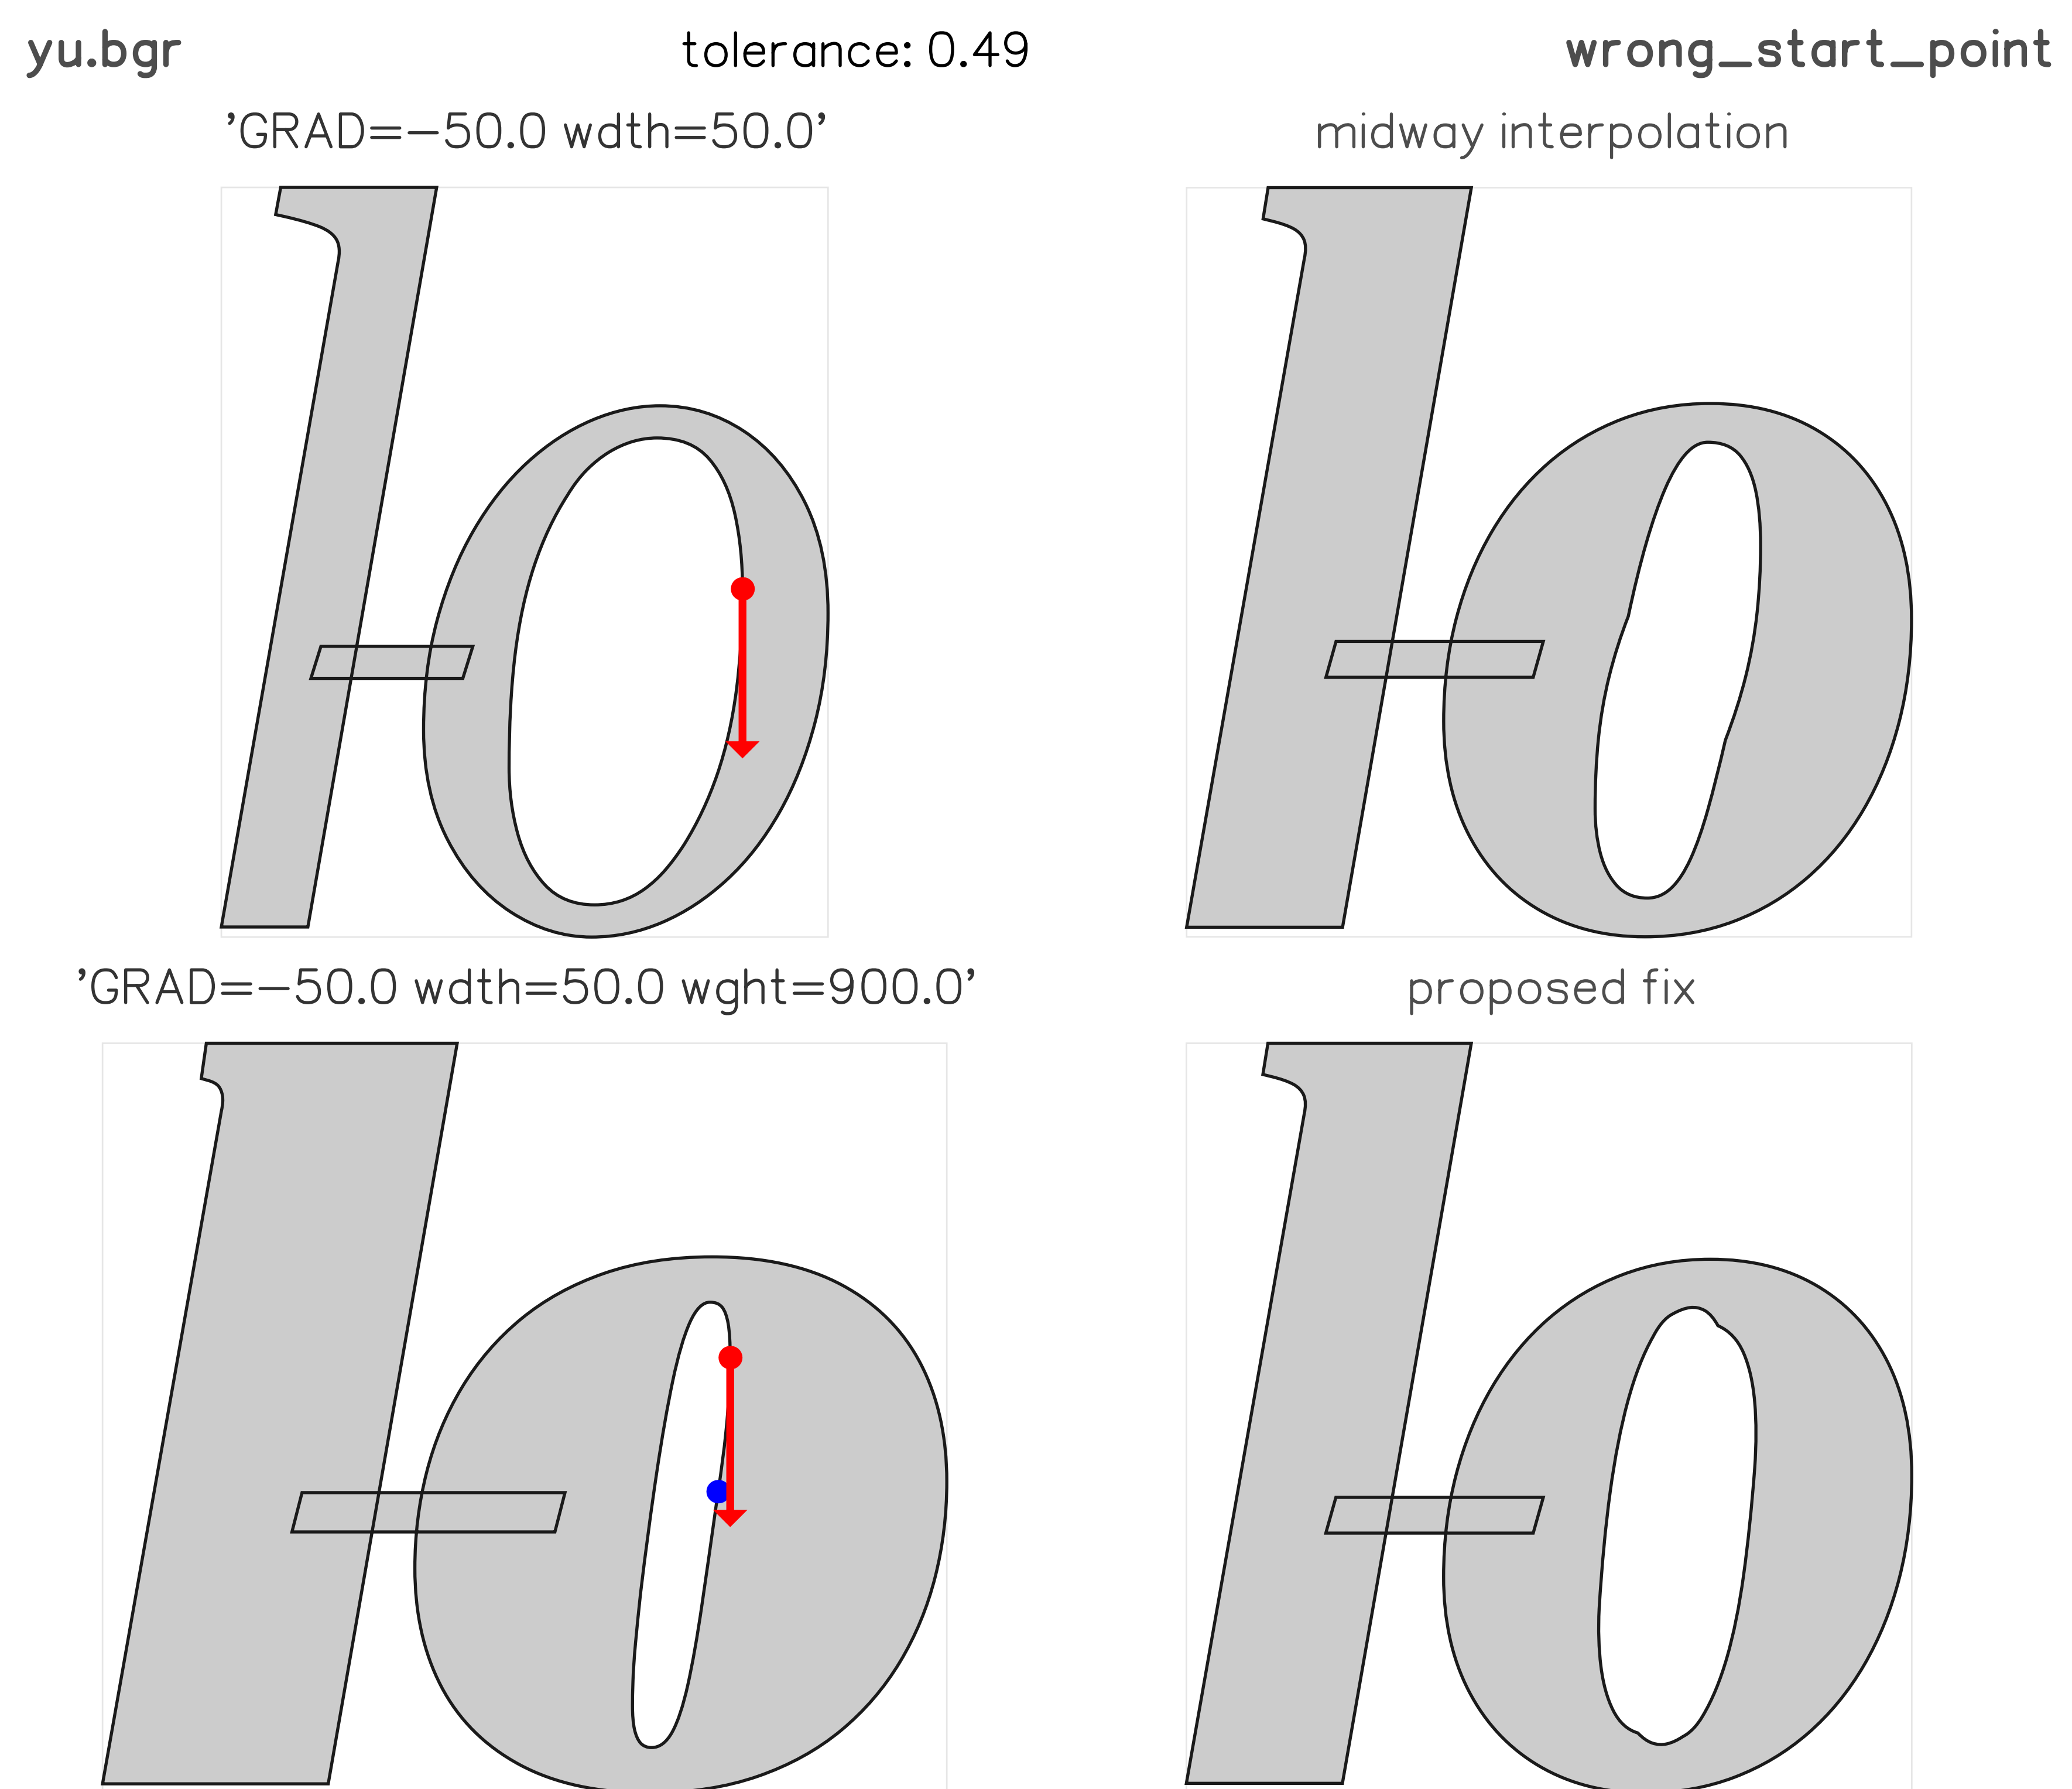 yu.bgr
tolerance: 0.49
wrong_start_point
'GRAD=-50.0 wdth=50.0'
midway interpolation
'GRAD=-50.0 wdth=50.0 wght=900.0'
proposed fix